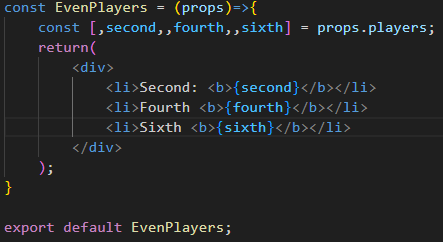 const EvenPlayers = (props)=>{
    const [,second,,fourth,,sixth] = props.players;
    return(
        <div>
            <li>Second: <b>{second}</b></li>
            <li>Fourth <b>{fourth}</b></li>
            <li>Sixth <b>{sixth}</b></li>
        </div>
    );
}

export default EvenPlayers;